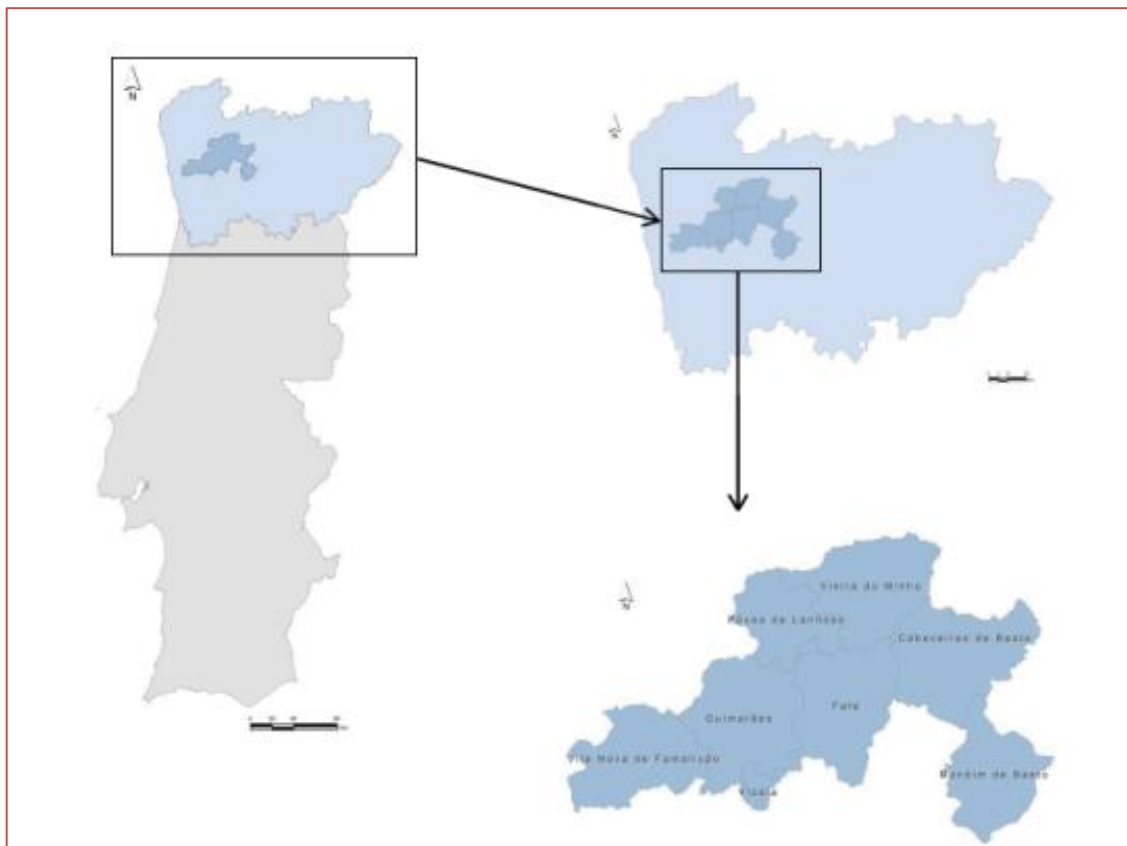 N
N
N
Vieira do Minho
Póvoa de Lanhoso
Cabeceiras de Basto
Guimarães
Fafe
Vila Nova de Famalicão
Mondim de Basto
Vizela